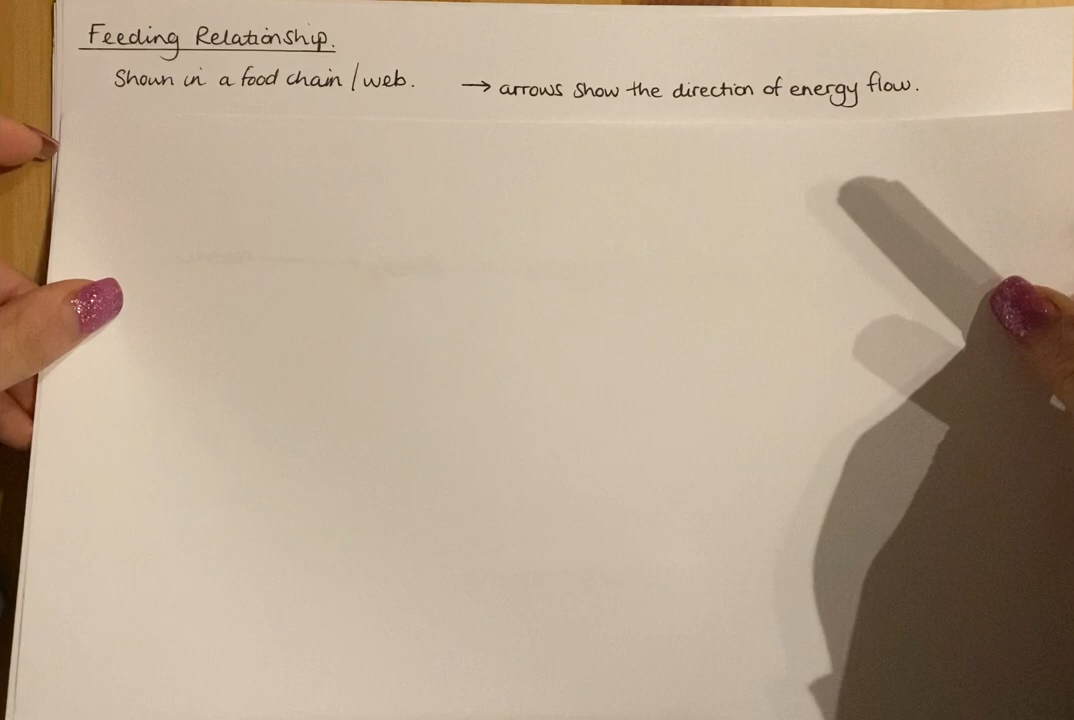 Feeding Relationship.
Shown in a food chain / web. → arrows show the direction of energy flow.